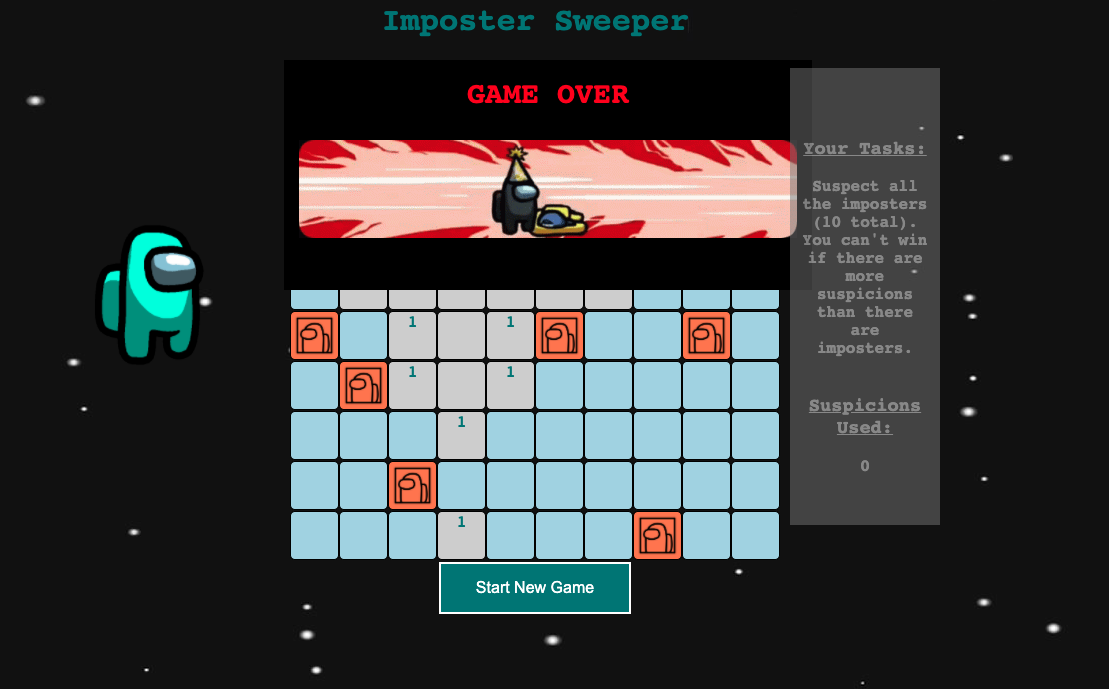 Imposter Sweeper
GAME OVER
Your Tasks:
Suspect all
the imposters
(10 total).
You can't win
if there are
more
suspicions
than there
are
imposters.
Suspicions
Used:
0
1 1
1 1
1
1
Start New Game